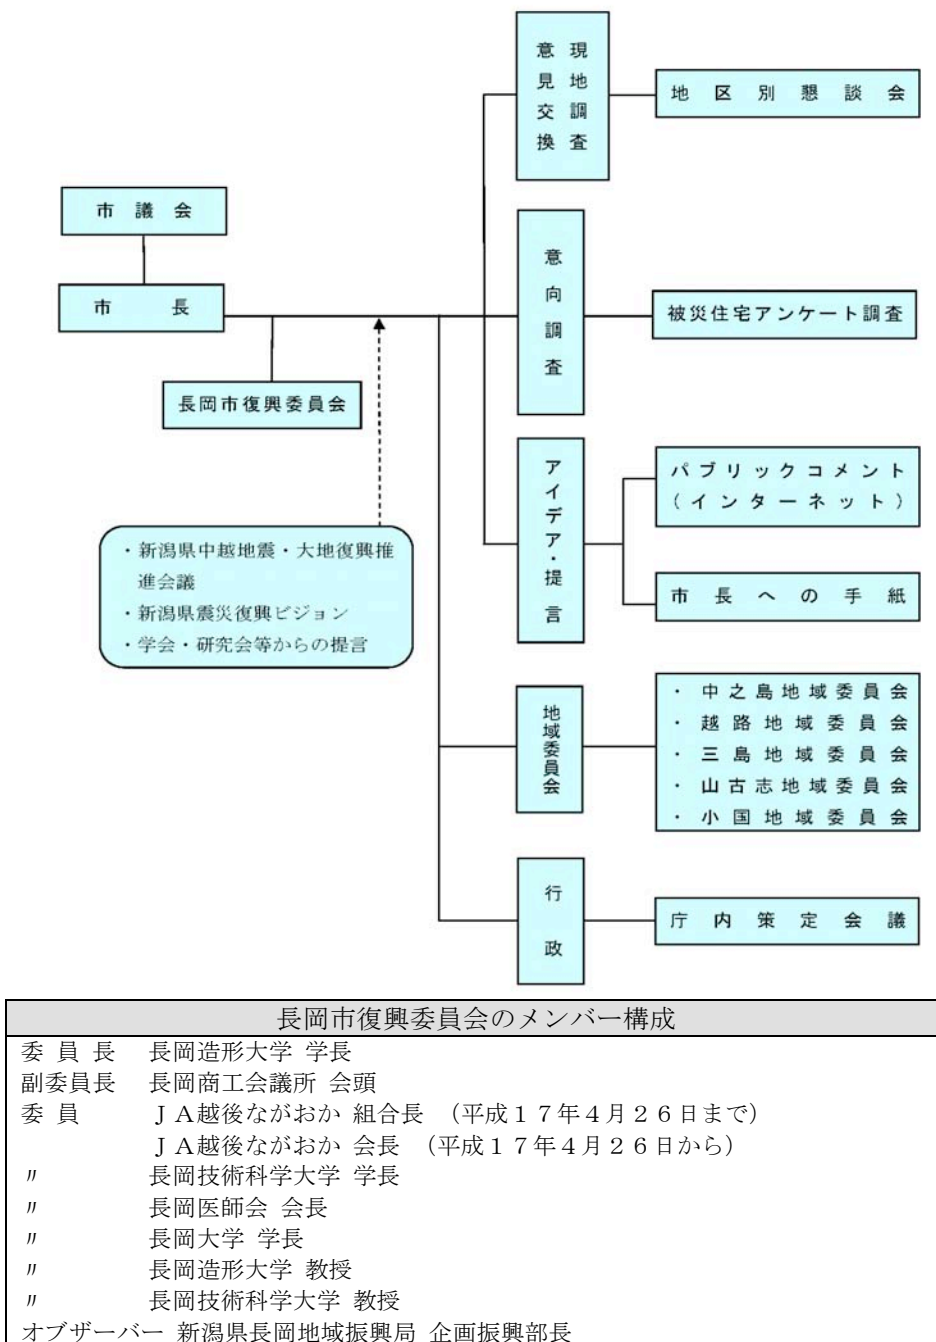 市議会
市長
長岡市復興委員会
・新潟県中越地震・大地復興推
進会議
・新潟県震災復興ビジョン
・学会・研究会等からの提言
現地調査
意見交換
地区別懇談会
意向調査
被災住宅アンケート調査
アイデア・提言
パブリックコメント
(インターネット)
市長への手紙
地域委員会
・中之島地域委員会
・越路地域委員会
・三島地域委員会
・山古志地域委員会
・小国地域委員会
行政
庁内策定会議
長岡市復興委員会のメンバー構成
委員長 長岡造形大学 学長
副委員長 長岡商工会議所 会頭
委員 JA越後ながおか 組合長 (平成17年4月26日まで)
JA越後ながおか 会長 (平成17年4月26日から)
〃 長岡技術科学大学 学長
〃 長岡医師会 会長
〃 長岡大学 学長
〃 長岡造形大学 教授
〃 長岡技術科学大学 教授
オブザーバー 新潟県長岡地域振興局 企画振興部長